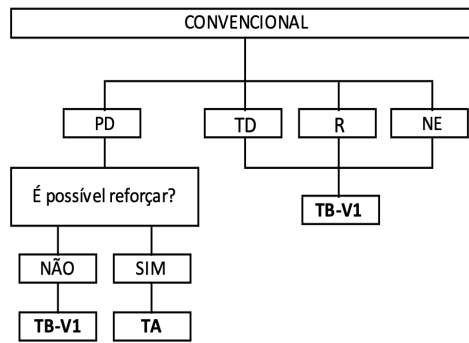 CONVENCIONAL
PD
TD
R
NE
É possível reforçar?
TB-V1
NÃO
SIM
TB-V1
TA